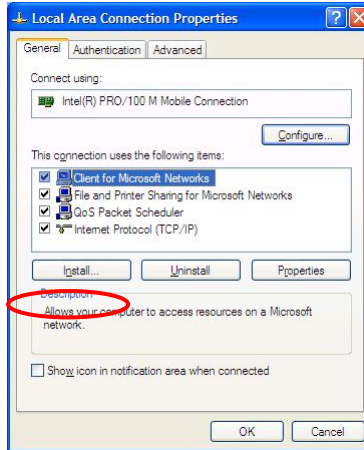 Local Area Connection Properties
General Authentication Advanced
Connect using:
Intel(R) PRO/100 M Mobile Connection
Configure...
This connection uses the following items:
Client for Microsoft Networks
File and Printer Sharing for Microsoft Networks
QoS Packet Scheduler
Internet Protocol (TCP/IP)
Install... Uninstall Properties
Description
Allows your computer to access resources on a Microsoft
network.
Show icon in notification area when connected
OK Cancel